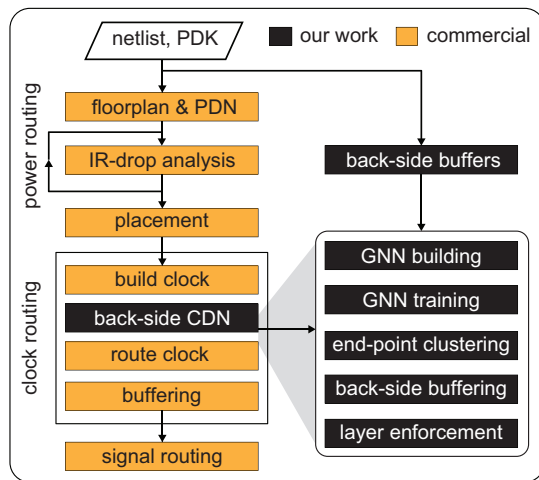 netlist, PDK
our work
commercial
floorplan & PDN
IR-drop analysis
back-side buffers
power routing
placement
build clock
back-side CDN
route clock
buffering
clock routing
signal routing
GNN building
GNN training
end-point clustering
back-side buffering
layer enforcement